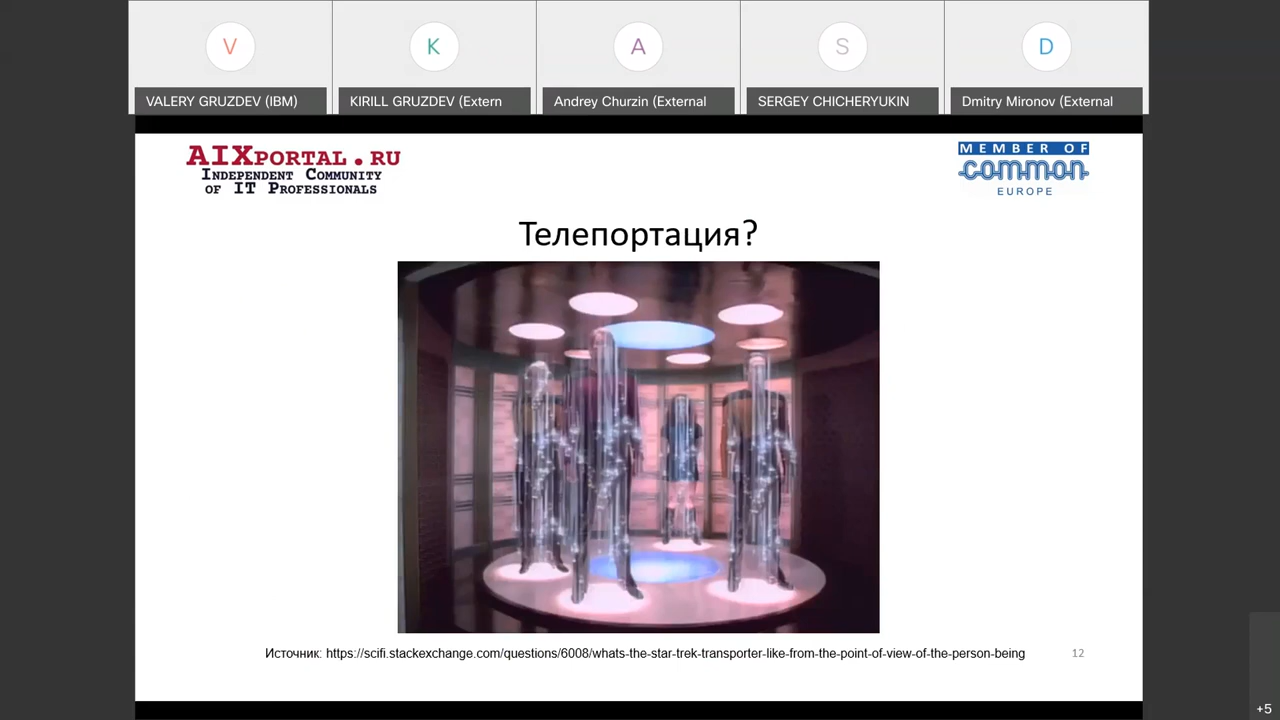 V
K
A
S
D
VALERY GRUZDEV (IBM)
KIRILL GRUZDEV (Extern
Andrey Churzin (External
SERGEY CHICHERYUKIN
Dmitry Mironov (External
AIXPORTAL.RU
INDEPENDENT COMMUNITY
OF IT PROFESSIONALS
MEMBER OF
common
EUROPE
Телепортация?
Источник: https://scifi.stackexchange.com/questions/6008/whats-the-star-trek-transporter-like-from-the-point-of-view-of-the-person-being
12
+5